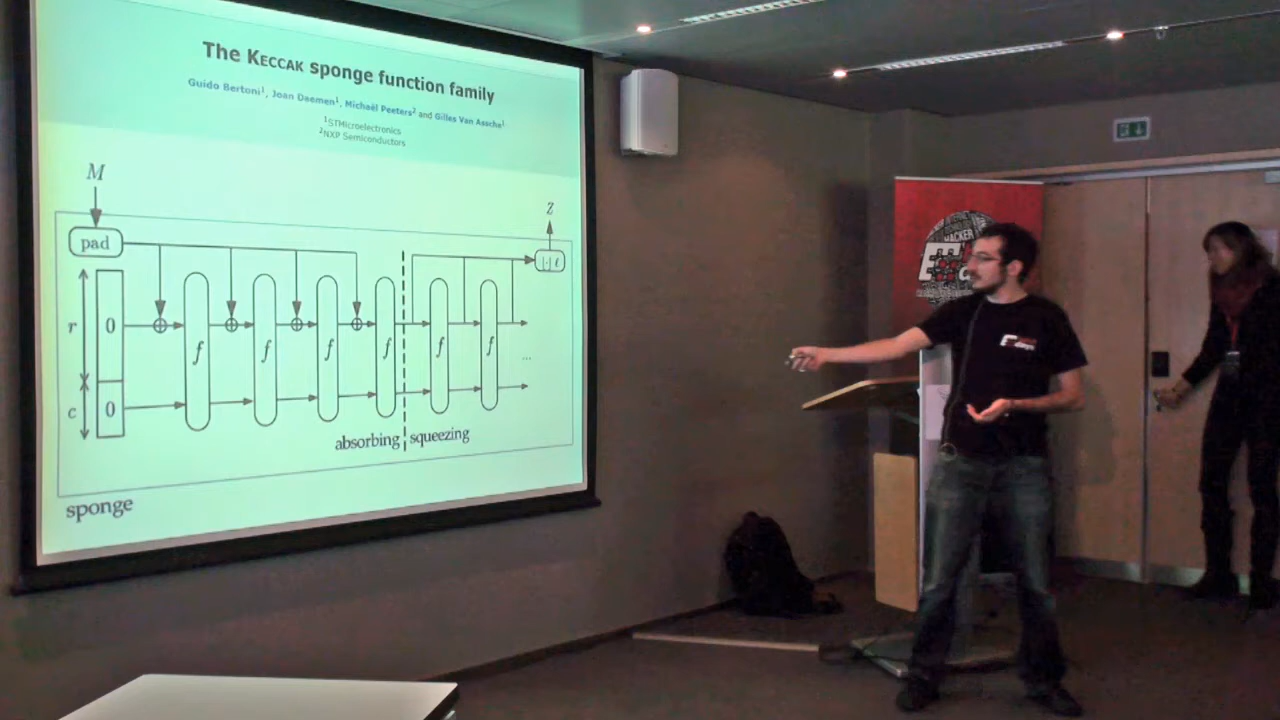 The KECCAK sponge function family
Guido Bertoni¹, Joan Daemen¹, Michaël Peeters² and Gilles Van Assche¹
¹STMicroelectronics
²NXP Semiconductors
M
Z
pad
|·| ℓ
r
0
f
f
f
f
f
f
...
c
0
absorbing squeezing
sponge
HACKER